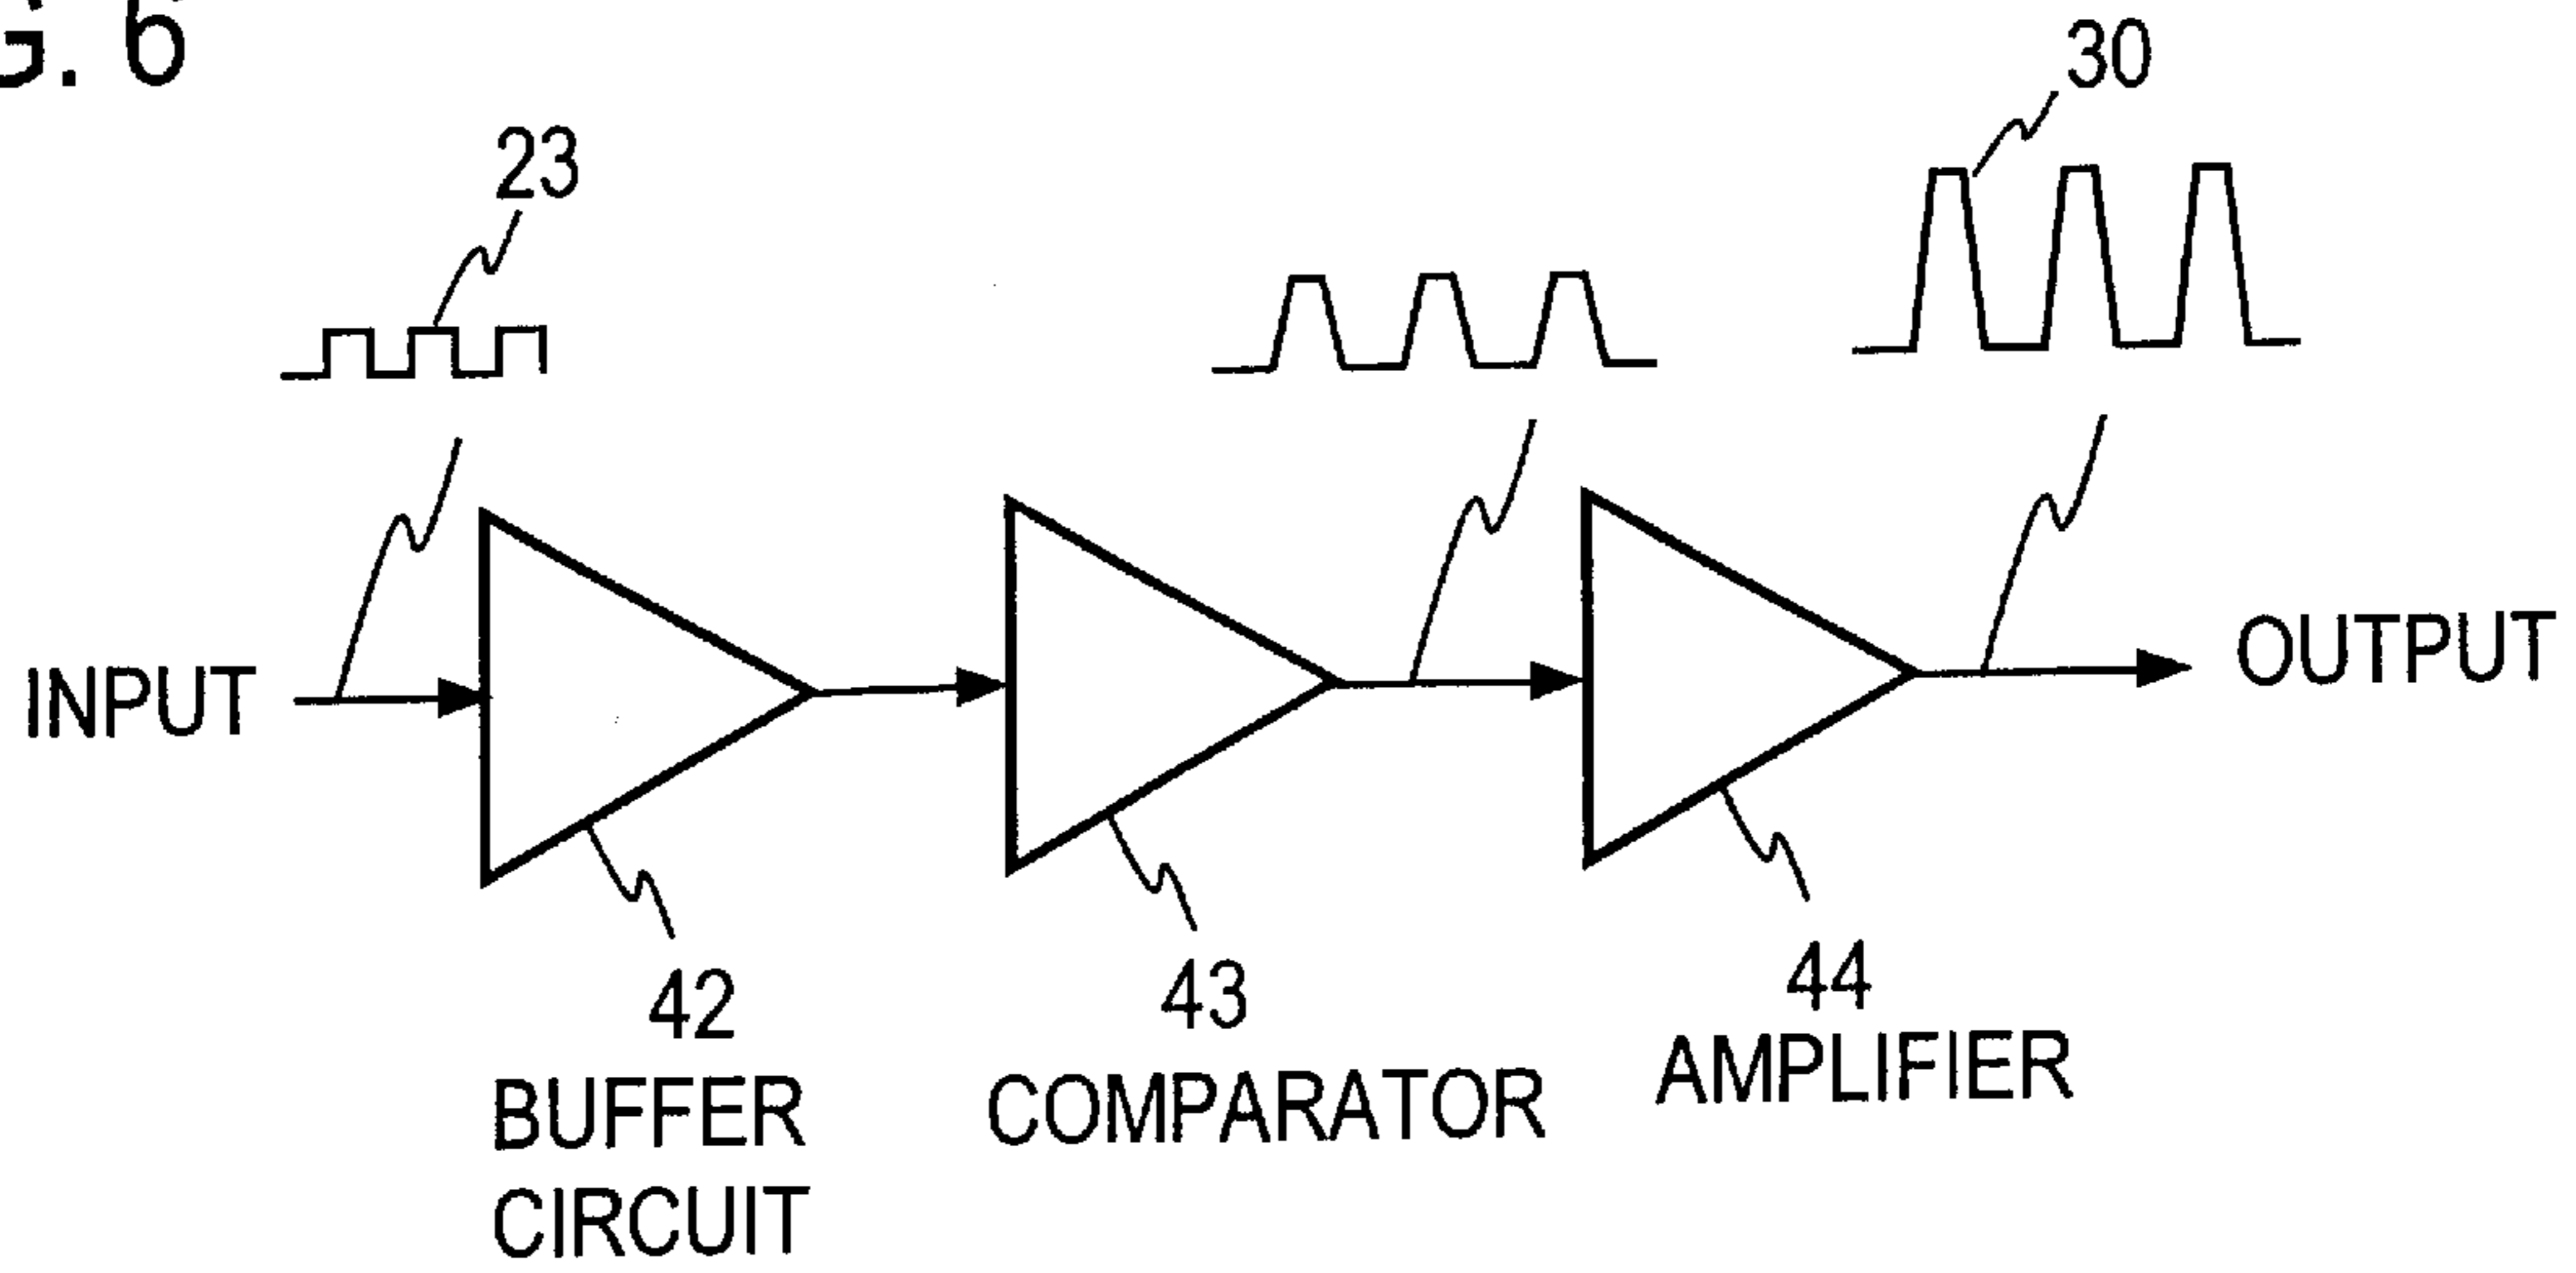 G. 6
30
23
INPUT
OUTPUT
42
BUFFER
CIRCUIT
43
COMPARATOR
44
AMPLIFIER